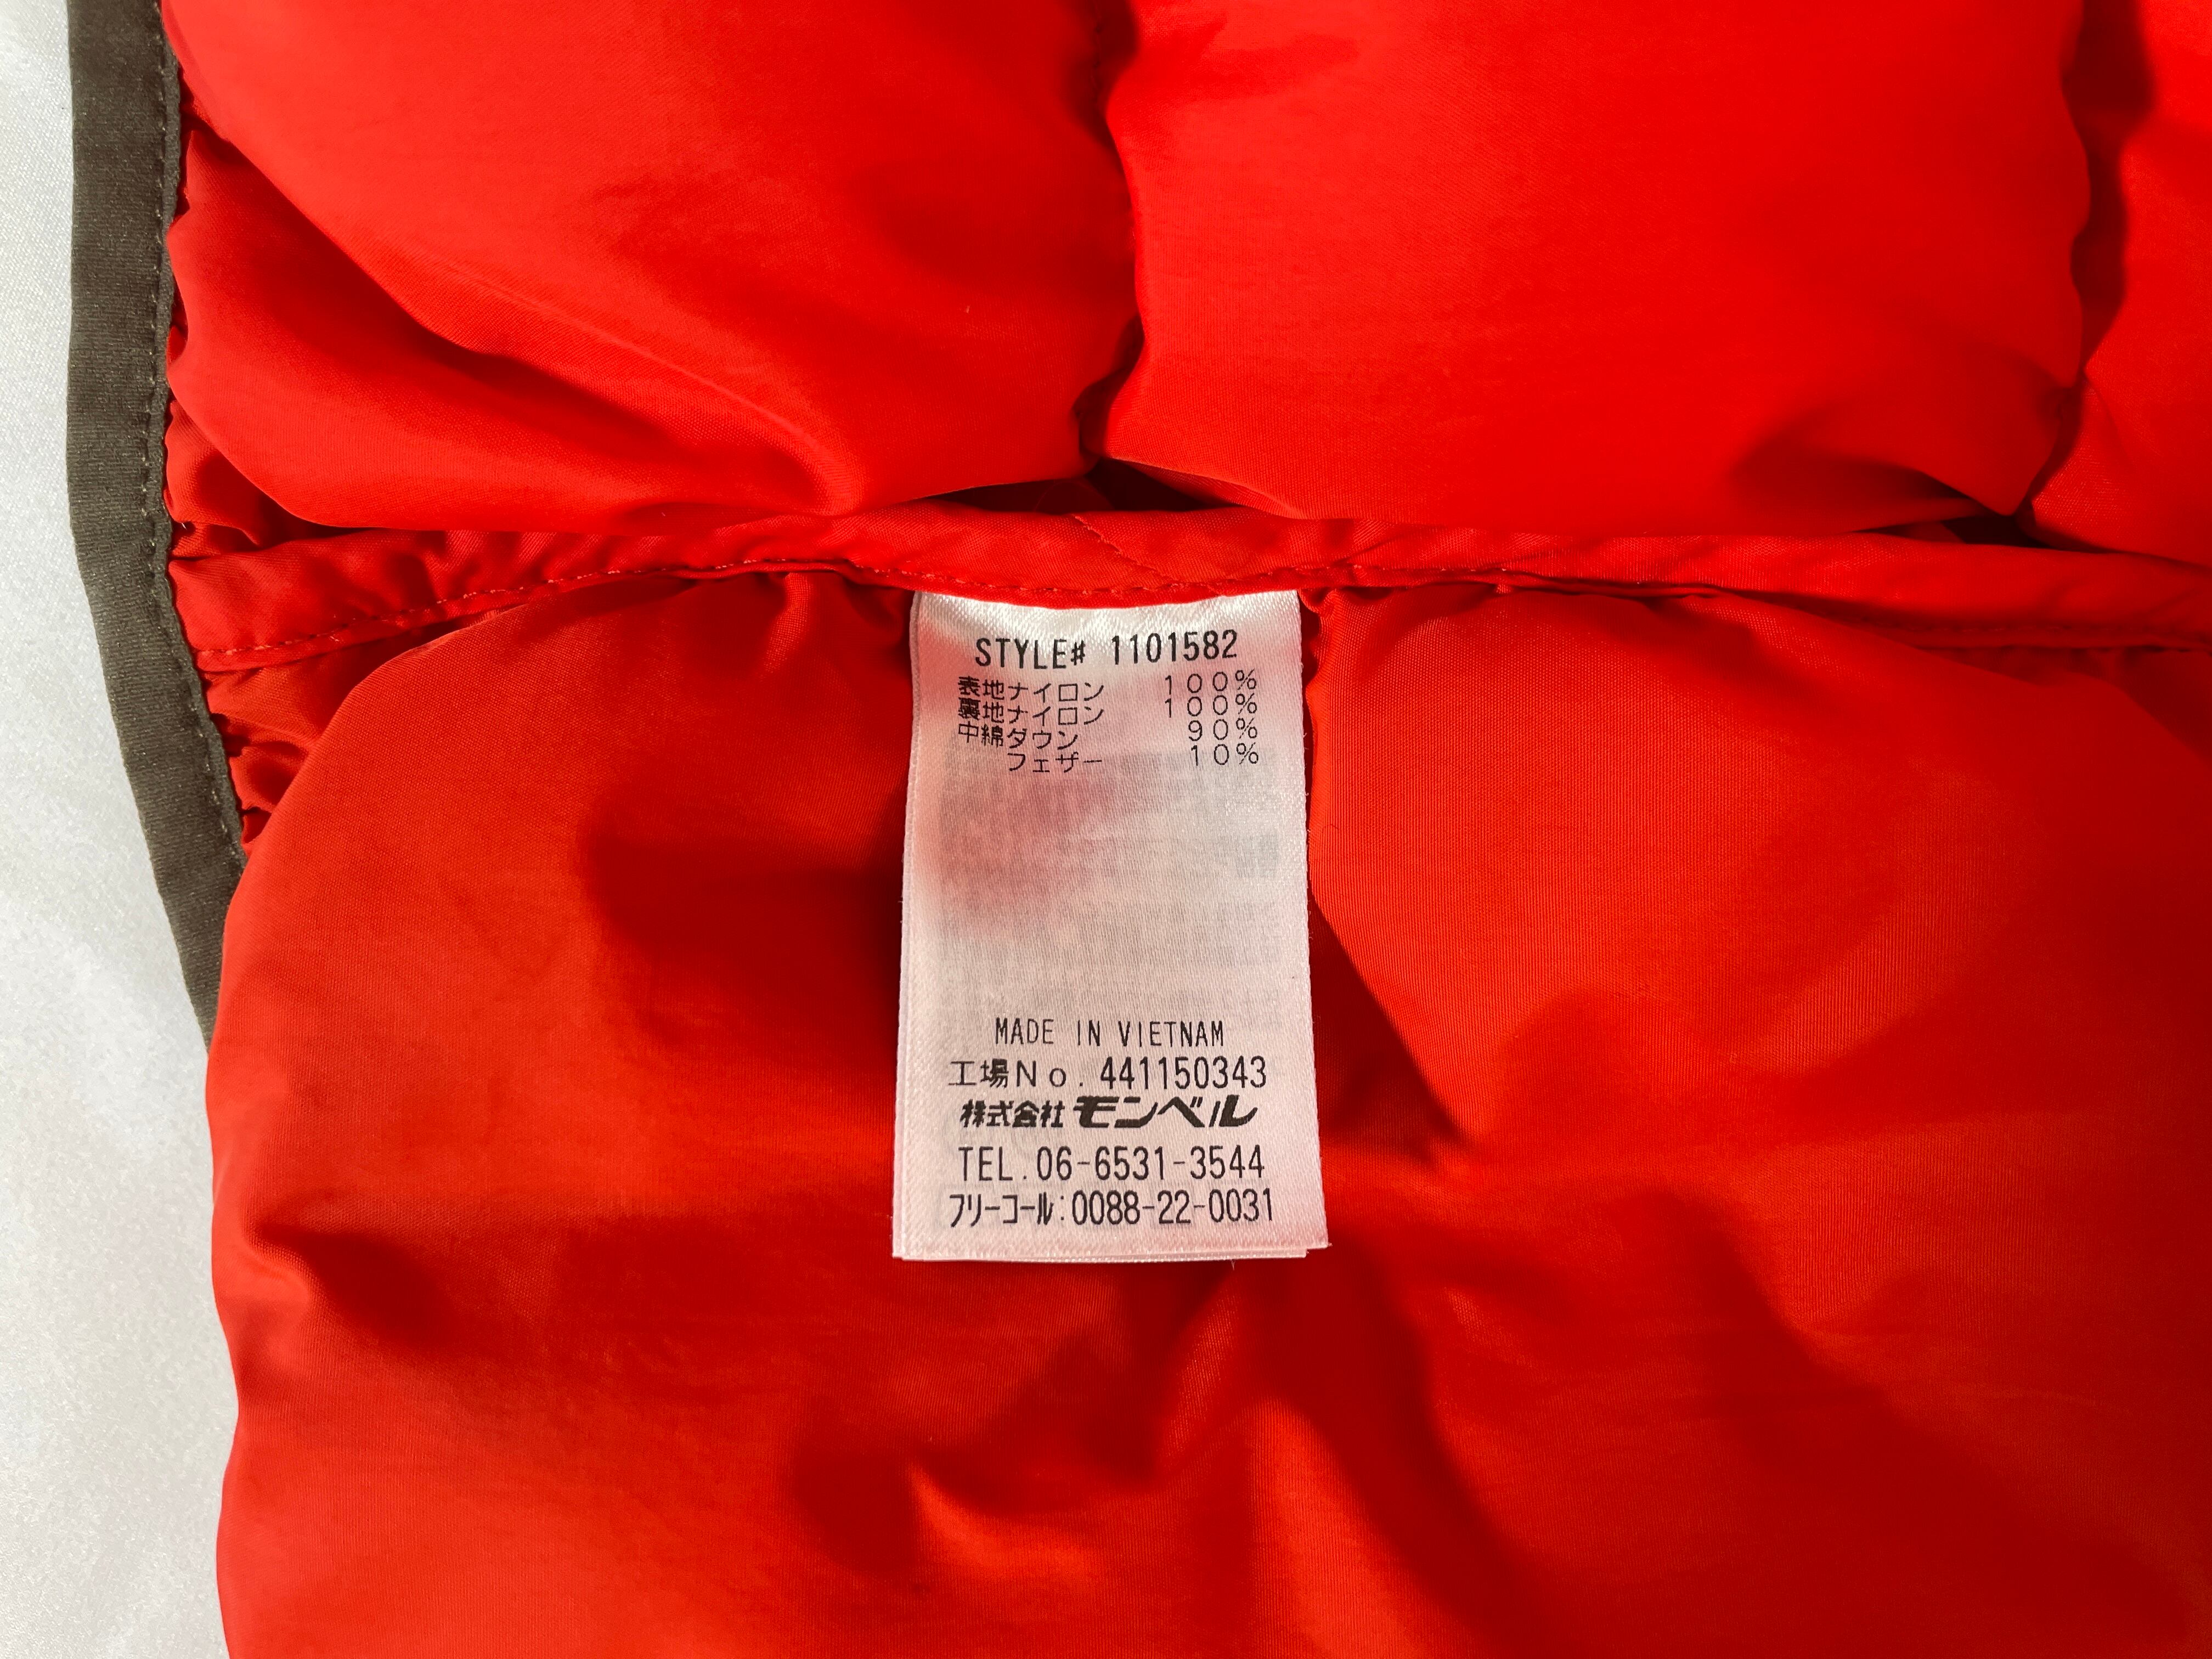 STYLE# 1101582
表地ナイロン 100%
裏地ナイロン 100%
中綿ダウン 90%
フェザー 10%
MADE IN VIETNAM
工場No. 441150343
株式会社モンベル
TEL.06-6531-3544
フリーコール:0088-22-0031